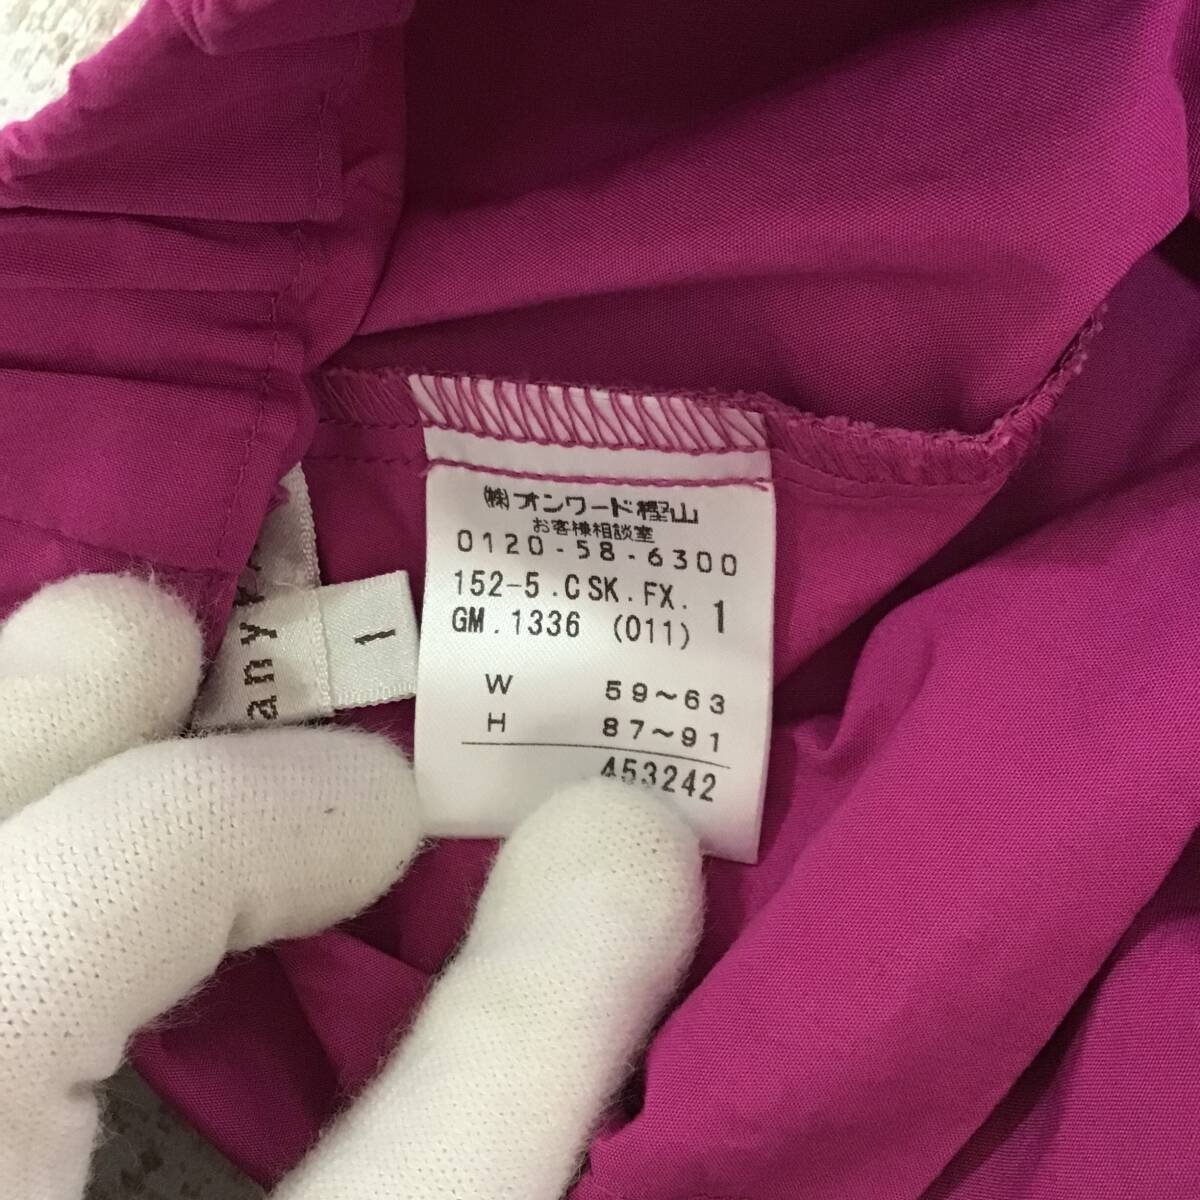 ㈱オンワード樫山
お客様相談室
0120-58-6300
152-5.CSK.FX. 1
GM.1336 (011)
W 59~63
H 87~91
453242
1
any